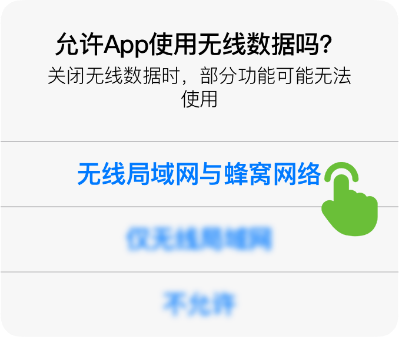 允许App使用无线数据吗？
关闭无线数据时，部分功能可能无法
使用
无线局域网与蜂窝网络
仅无线局域网
不允许